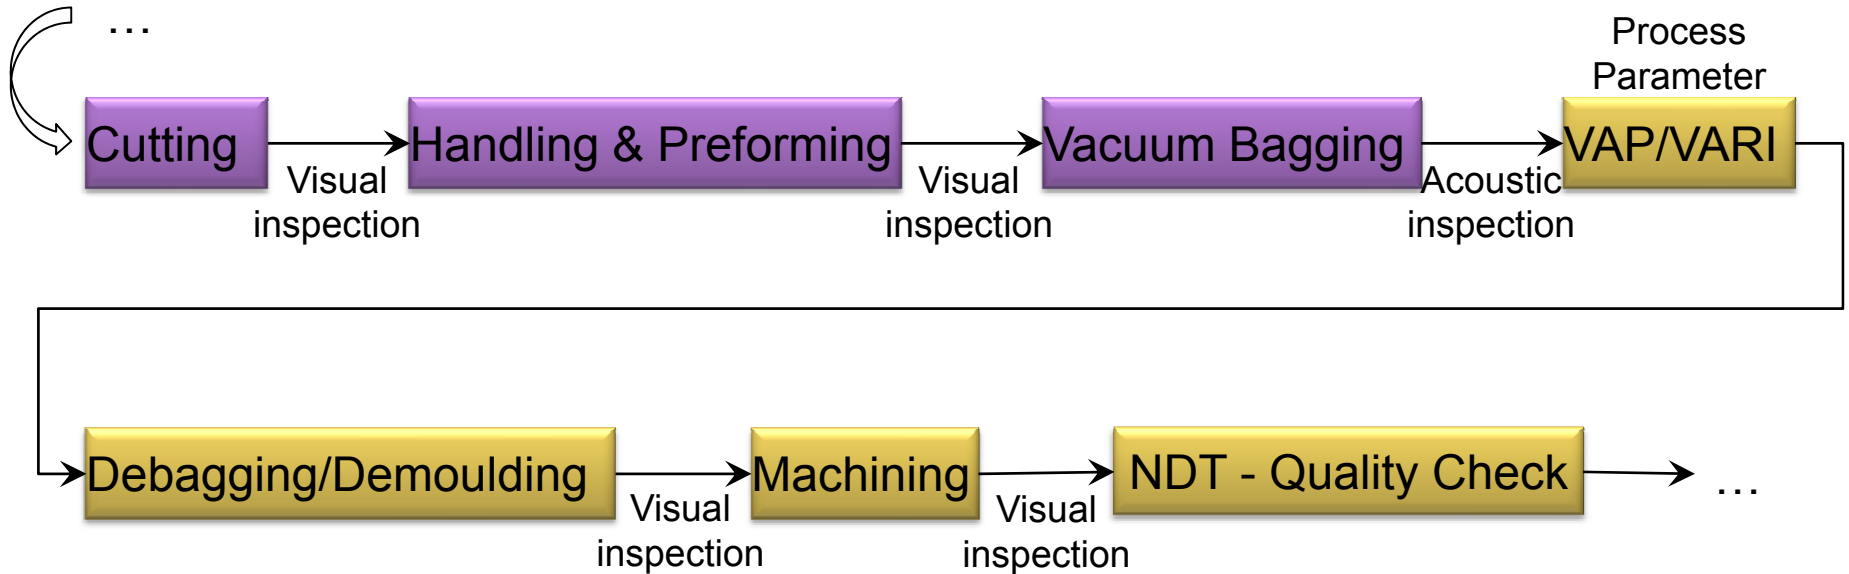 …
Process
Parameter
Cutting
Handling & Preforming
Vacuum Bagging
VAP/VARI
Visual
inspection
Visual
inspection
Acoustic
inspection
Debagging/Demoulding
Machining
NDT - Quality Check
…
Visual
inspection
Visual
inspection